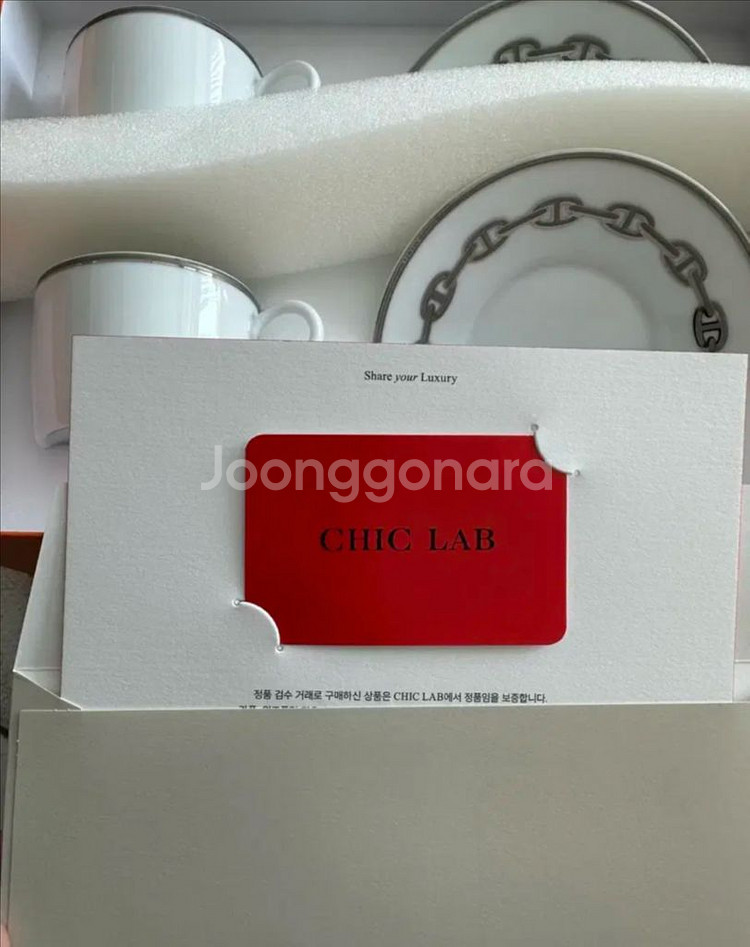 Share your Luxury
Joonggonara
CHIC LAB
정품 검수 거래로 구매하신 상품은 CHIC LAB에서 정품임을 보증합니다.